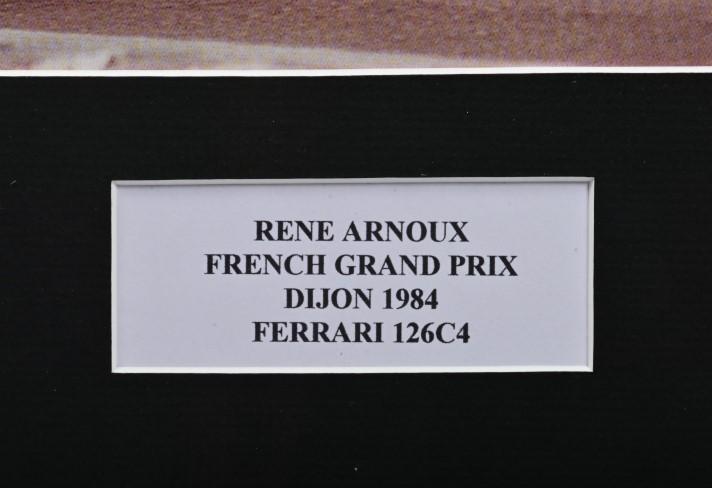 RENE ARNOUX
FRENCH GRAND PRIX
DIJON 1984
FERRARI 126C4